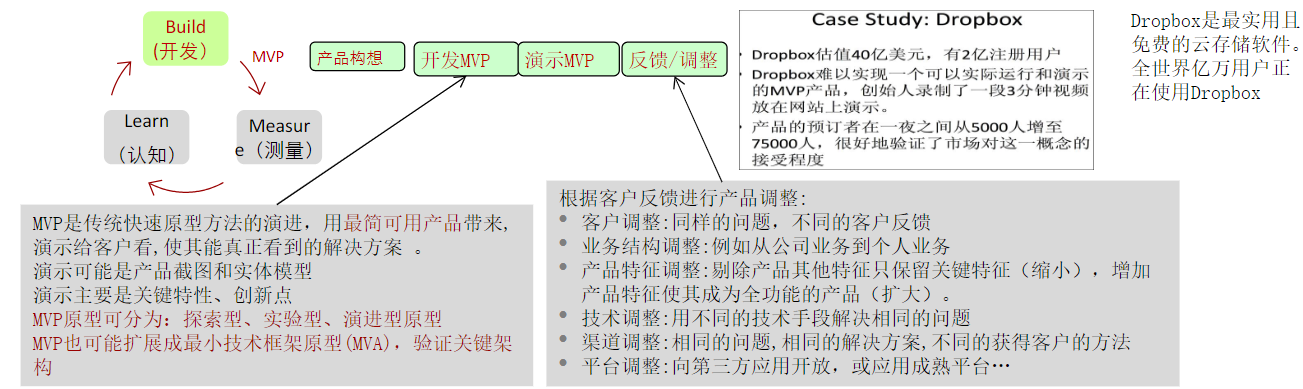 Build
(开发）
MVP
Learn
（认知）
Measur
e（测量）
产品构想
开发MVP
演示MVP
反馈/调整
Case Study: Dropbox
• Dropbox估值40亿美元，有2亿注册用户
• Dropbox难以实现一个可以实际运行和演示
的MVP产品，创始人录制了一段3分钟视频
放在网站上演示。
• 产品的预订者在一夜之间从5000人增至
75000人，很好地验证了市场对这一概念的
接受程度
Dropbox是最实用且
免费的云存储软件。
全世界亿万用户正
在使用Dropbox
MVP是传统快速原型方法的演进，用最简可用产品带来,
演示给客户看,使其能真正看到的解决方案 。
演示可能是产品截图和实体模型
演示主要是关键特性、创新点
MVP原型可分为：探索型、实验型、演进型原型
MVP也可能扩展成最小技术框架原型(MVA)，验证关键架
构
根据客户反馈进行产品调整:
• 客户调整:同样的问题，不同的客户反馈
• 业务结构调整:例如从公司业务到个人业务
• 产品特征调整:剔除产品其他特征只保留关键特征（缩小），增加
产品特征使其成为全功能的产品（扩大）。
• 技术调整:用不同的技术手段解决相同的问题
• 渠道调整:相同的问题,相同的解决方案,不同的获得客户的方法
• 平台调整:向第三方应用开放，或应用成熟平台…